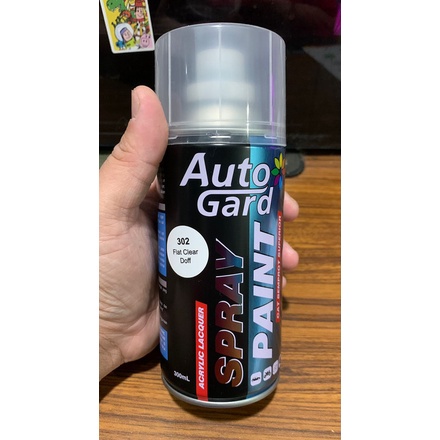 Auto
Gard
302
Flat Clear
Doff
SPRAY
PAINT
ACRYLIC LACQUER
300mL